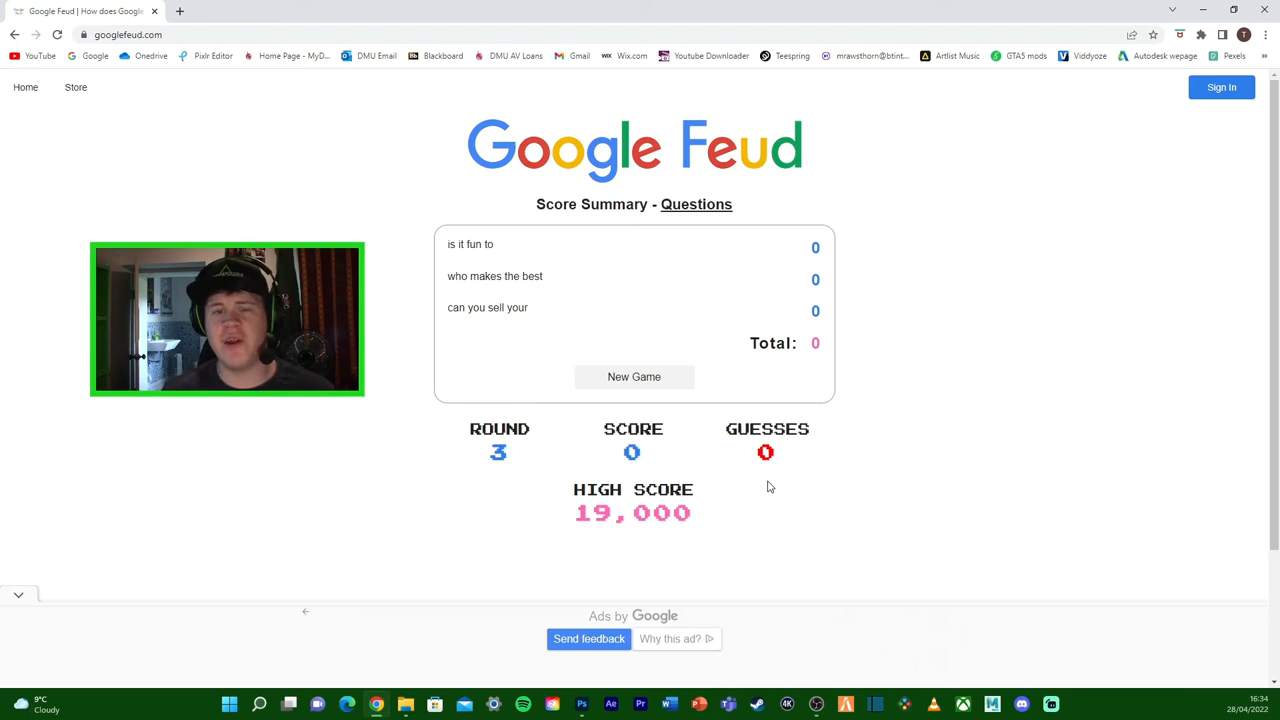 Google Feud | How does Google
googlefeud.com
T
YouTube Google Onedrive Pixlr Editor Home Page - MyD... DMU Email Blackboard DMU AV Loans Gmail Wix.com Youtube Downloader Teespring mrawsthorn@btint... Artlist Music GTA5 mods Viddyoze Autodesk wepage Pexels »
Home Store Sign In
Google Feud
Score Summary - Questions
is it fun to 0
who makes the best 0
can you sell your 0
Total: 0
New Game
ROUND SCORE GUESSES
3 0 0
HIGH SCORE
19,000
Ads by Google
Send feedback Why this ad?
9°C 16:34
Cloudy 28/04/2022